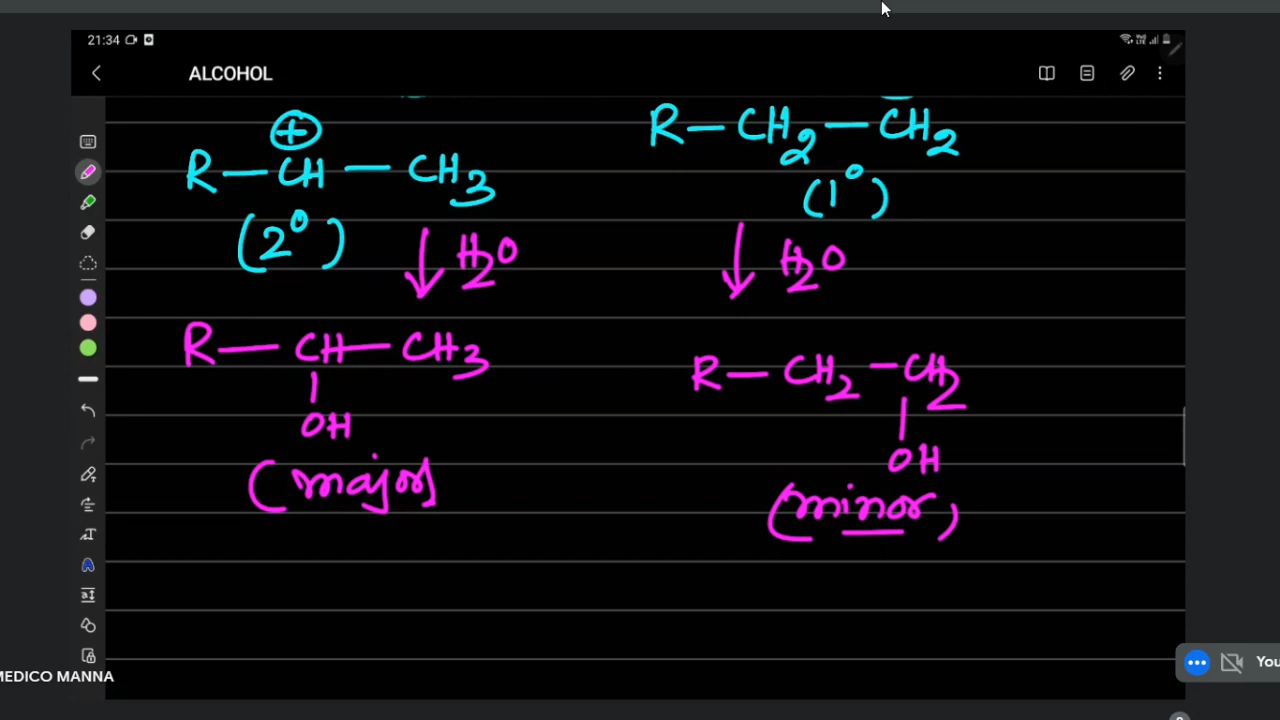 21:34
ALCOHOL
⊕
R — CH — CH3
(2°)
R — CH2 — CH2
(1°)
↓ H2O
↓ H2O
R — CH — CH3
|
OH
(major)
R — CH2 — CH2
|
OH
(minor)
MEDICO MANNA
You